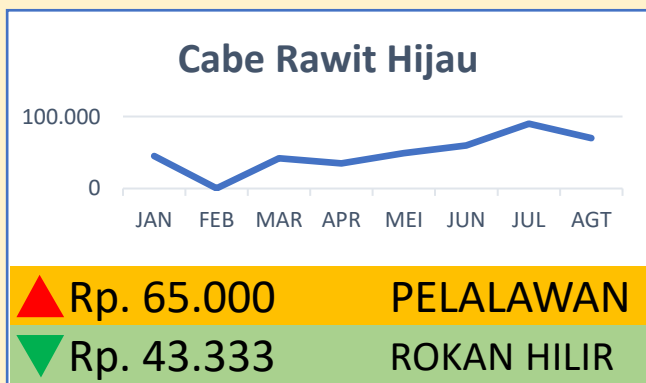 Cabe Rawit Hijau
100.000
0
JAN FEB MAR APR MEI JUN JUL AGT
Rp. 65.000 PELALAWAN
Rp. 43.333 ROKAN HILIR